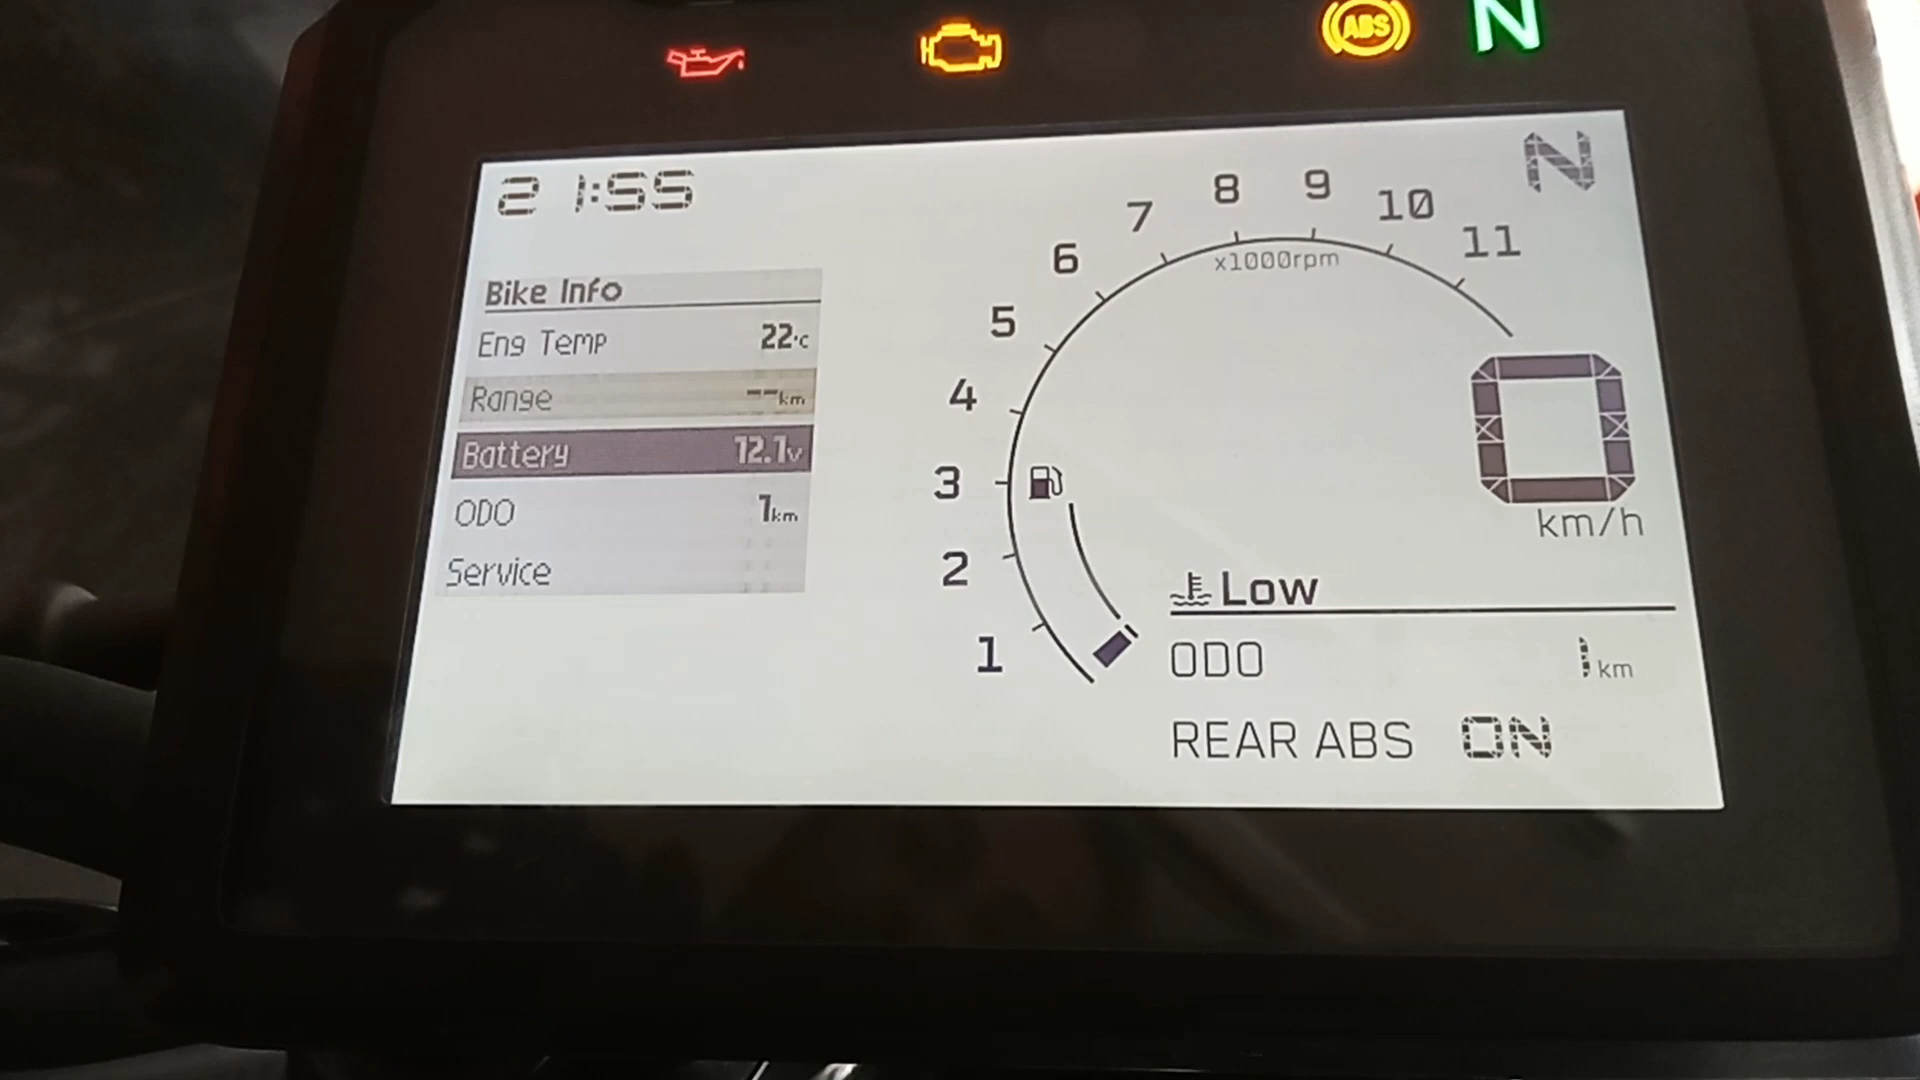 ABS N
21:55
N
Bike Info
Eng Temp 22°C
Range --km
Battery 12.1v
ODO 1km
Service
1
2
3
4
5
6
7
8
9
10
11
x1000rpm
0
km/h
Low
ODO 1km
REAR ABS ON